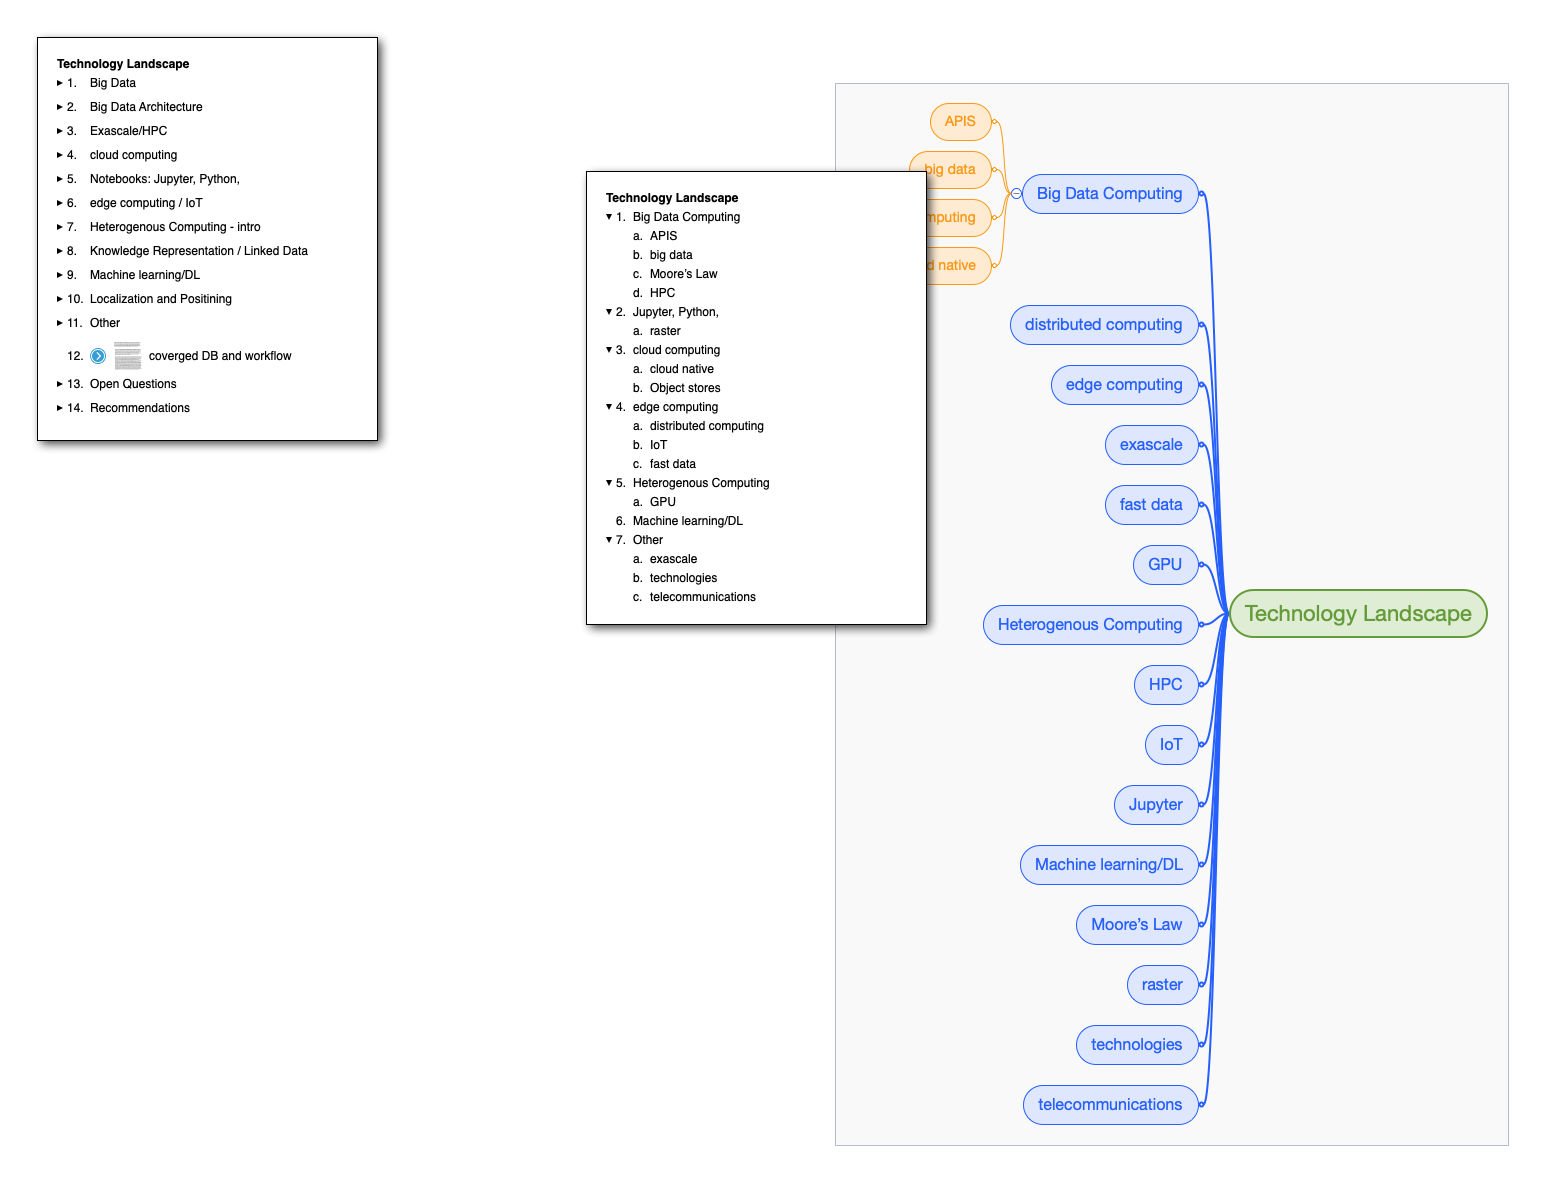 Technology Landscape
1. Big Data
2. Big Data Architecture
3. Exascale/HPC
4. cloud computing
5. Notebooks: Jupyter, Python,
6. edge computing / IoT
7. Heterogenous Computing - intro
8. Knowledge Representation / Linked Data
9. Machine learning/DL
10. Localization and Positining
11. Other
12. coverged DB and workflow
13. Open Questions
14. Recommendations
Technology Landscape
1. Big Data Computing
a. APIS
b. big data
c. Moore’s Law
d. HPC
2. Jupyter, Python,
a. raster
3. cloud computing
a. cloud native
b. Object stores
4. edge computing
a. distributed computing
b. IoT
c. fast data
5. Heterogenous Computing
a. GPU
6. Machine learning/DL
7. Other
a. exascale
b. technologies
c. telecommunications
APIS
big data
native
Big Data Computing
distributed computing
edge computing
exascale
fast data
GPU
Heterogenous Computing
HPC
IoT
Jupyter
Machine learning/DL
Moore’s Law
raster
technologies
telecommunications
Technology Landscape